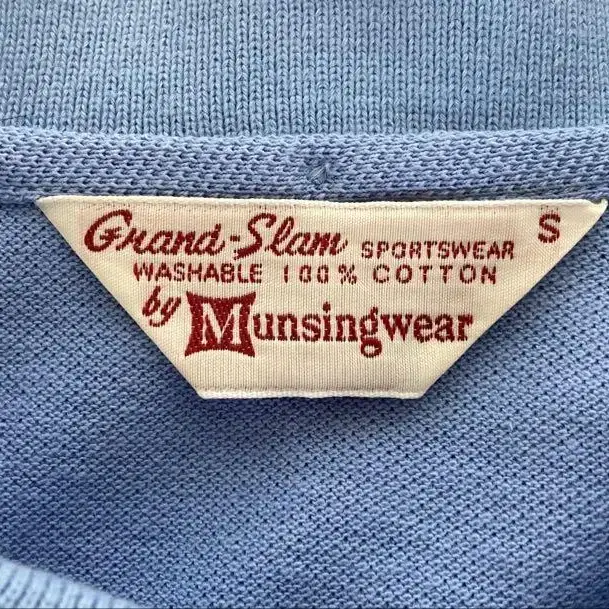 Grand-Slam SPORTSWEAR S
WASHABLE 100% COTTON
by Munsingwear